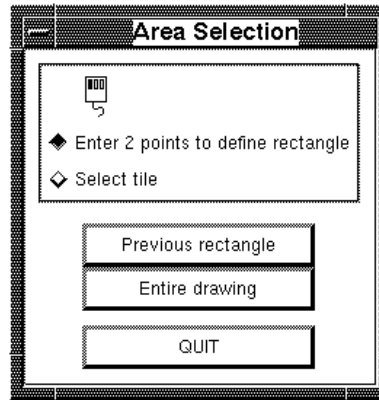 Area Selection
Enter 2 points to define rectangle
Select tile
Previous rectangle
Entire drawing
QUIT